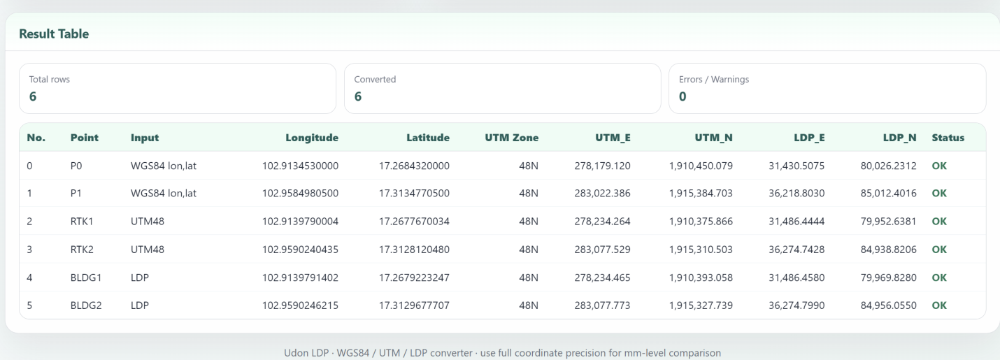 Result Table
Total rows Converted Errors / Warnings
6 6 0
No. Point Input Longitude Latitude UTM Zone UTM_E UTM_N LDP_E LDP_N Status
0 P0 WGS84 lon,lat 102.9134530000 17.2684320000 48N 278,179.120 1,910,450.079 31,430.5075 80,026.2312 OK
1 P1 WGS84 lon,lat 102.9584980500 17.3134770500 48N 283,022.386 1,915,384.703 36,218.8030 85,012.4016 OK
2 RTK1 UTM48 102.9139790004 17.2677670034 48N 278,234.264 1,910,375.866 31,486.4444 79,952.6381 OK
3 RTK2 UTM48 102.9590240435 17.3128120480 48N 283,077.529 1,915,310.503 36,274.7428 84,938.8206 OK
4 BLDG1 LDP 102.9139791402 17.2679223247 48N 278,234.465 1,910,393.058 31,486.4580 79,969.8280 OK
5 BLDG2 LDP 102.9590246215 17.3129677707 48N 283,077.773 1,915,327.739 36,274.7990 84,956.0550 OK
Udon LDP · WGS84 / UTM / LDP converter · use full coordinate precision for mm-level comparison